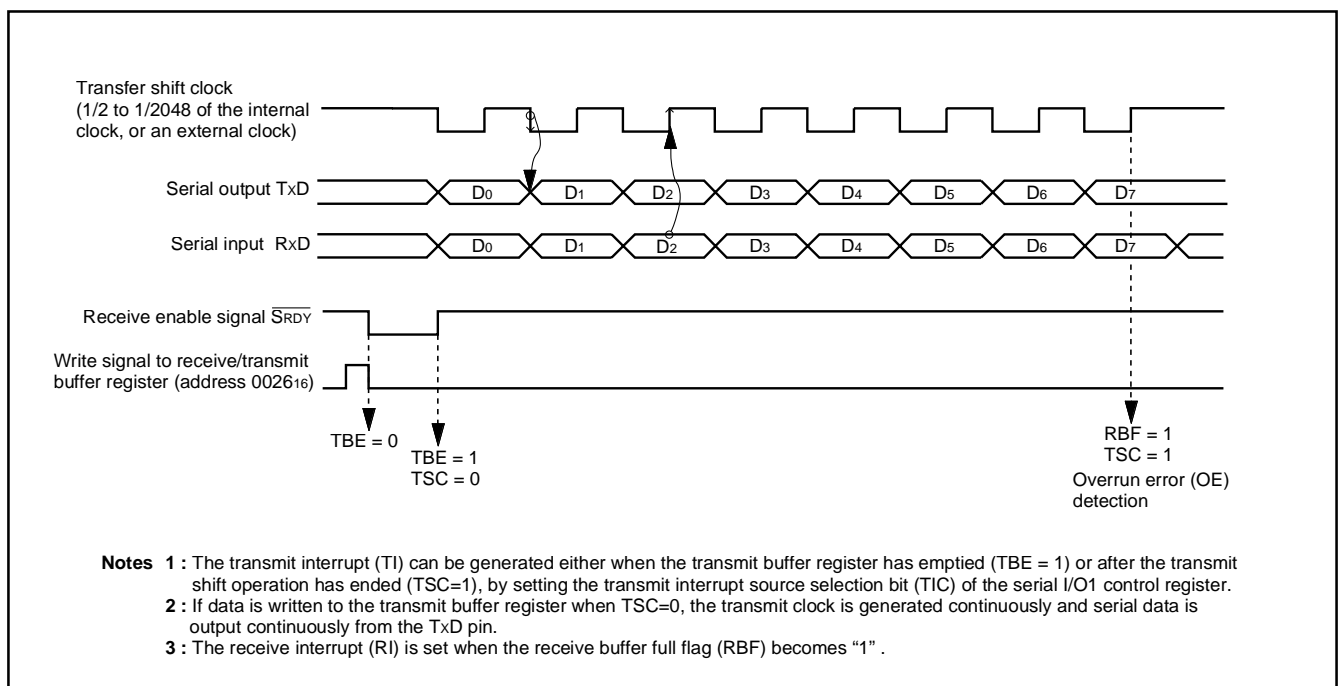 Transfer shift clock
(1/2 to 1/2048 of the internal
clock, or an external clock)
Serial output TxD
D0 D1 D2 D3 D4 D5 D6 D7
Serial input RxD
D0 D1 D2 D3 D4 D5 D6 D7
Receive enable signal SRDY
Write signal to receive/transmit
buffer register (address 002616)
TBE = 0
TBE = 1
TSC = 0
RBF = 1
TSC = 1
Overrun error (OE)
detection
Notes 1 : The transmit interrupt (TI) can be generated either when the transmit buffer register has emptied (TBE = 1) or after the transmit
shift operation has ended (TSC=1), by setting the transmit interrupt source selection bit (TIC) of the serial I/O1 control register.
2 : If data is written to the transmit buffer register when TSC=0, the transmit clock is generated continuously and serial data is
output continuously from the TxD pin.
3 : The receive interrupt (RI) is set when the receive buffer full flag (RBF) becomes “1” .